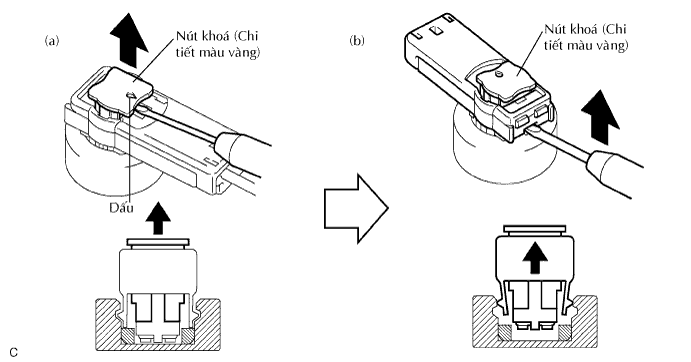 (a)
Nút khoá (Chi
tiết màu vàng)
Dấu
(b)
Nút khoá (Chi
tiết màu vàng)
C